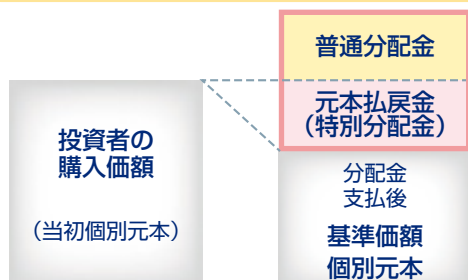 普通分配金
元本払戻金
（特別分配金）
投資者の
購入価額
（当初個別元本）
分配金
支払後
基準価額
個別元本